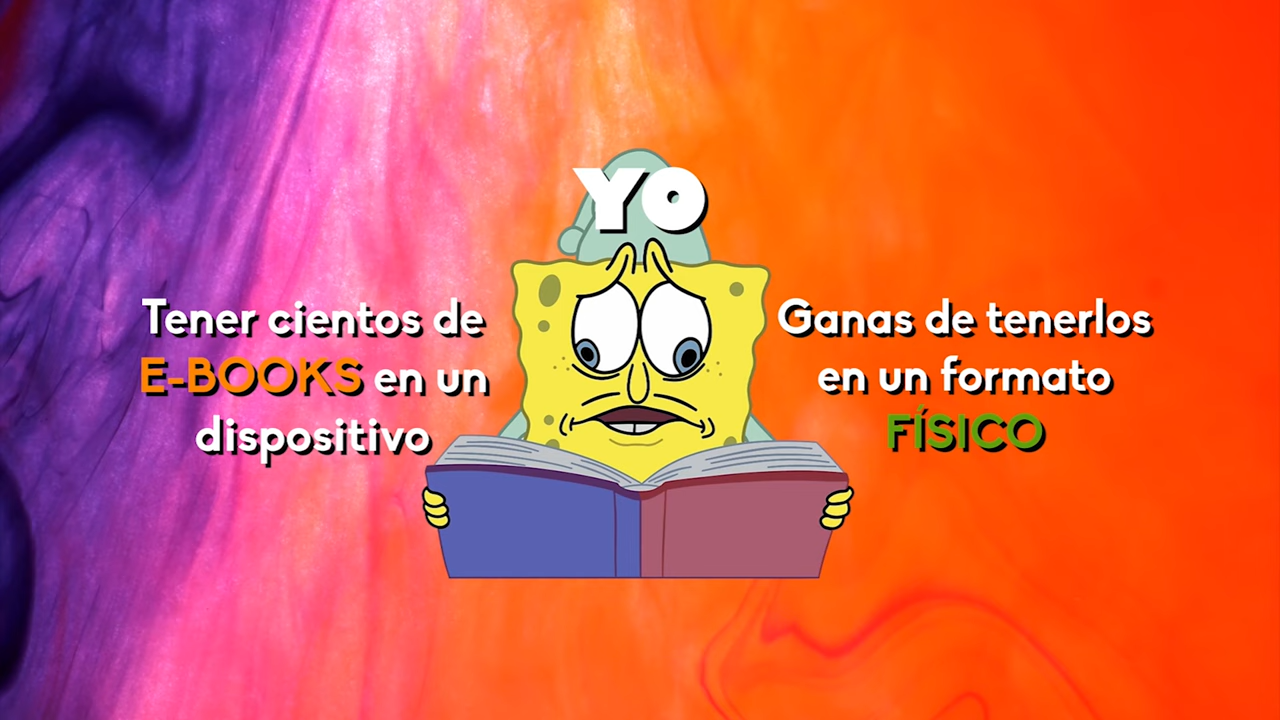 YO
Tener cientos de
E-BOOKS en un
dispositivo
Ganas de tenerlos
en un formato
FÍSICO